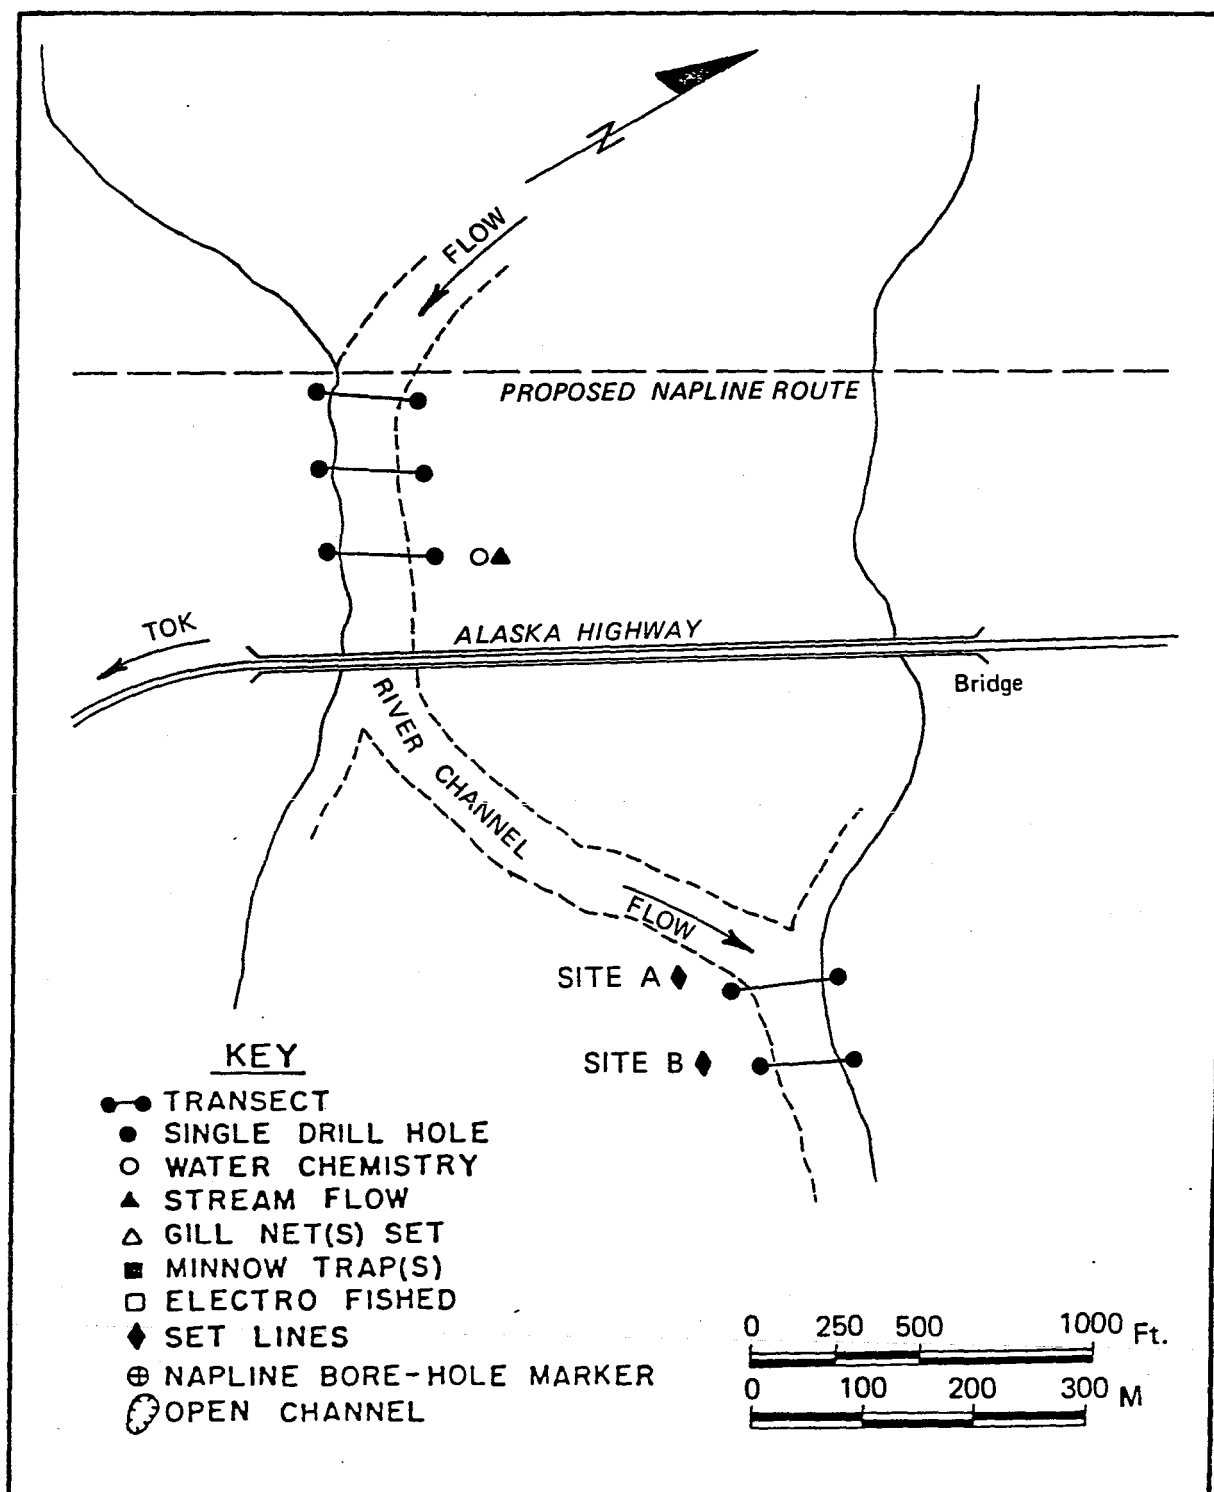 N
FLOW
PROPOSED NAPLINE ROUTE
TOK
ALASKA HIGHWAY
Bridge
RIVER CHANNEL
FLOW
SITE A
SITE B
KEY
TRANSECT
SINGLE DRILL HOLE
WATER CHEMISTRY
STREAM FLOW
GILL NET(S) SET
MINNOW TRAP(S)
ELECTRO FISHED
SET LINES
NAPLINE BORE-HOLE MARKER
OPEN CHANNEL
0 250 500 1000 Ft.
0 100 200 300 M